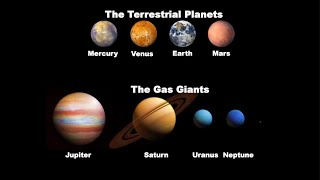 The Terrestrial Planets
Mercury Venus Earth Mars
The Gas Giants
Jupiter Saturn Uranus Neptune